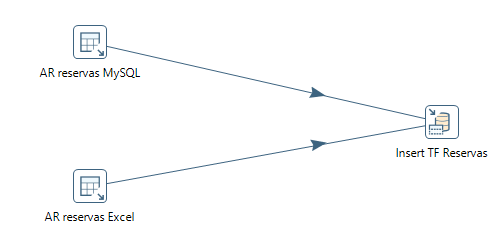 AR reservas MySQL
Insert TF Reservas
AR reservas Excel